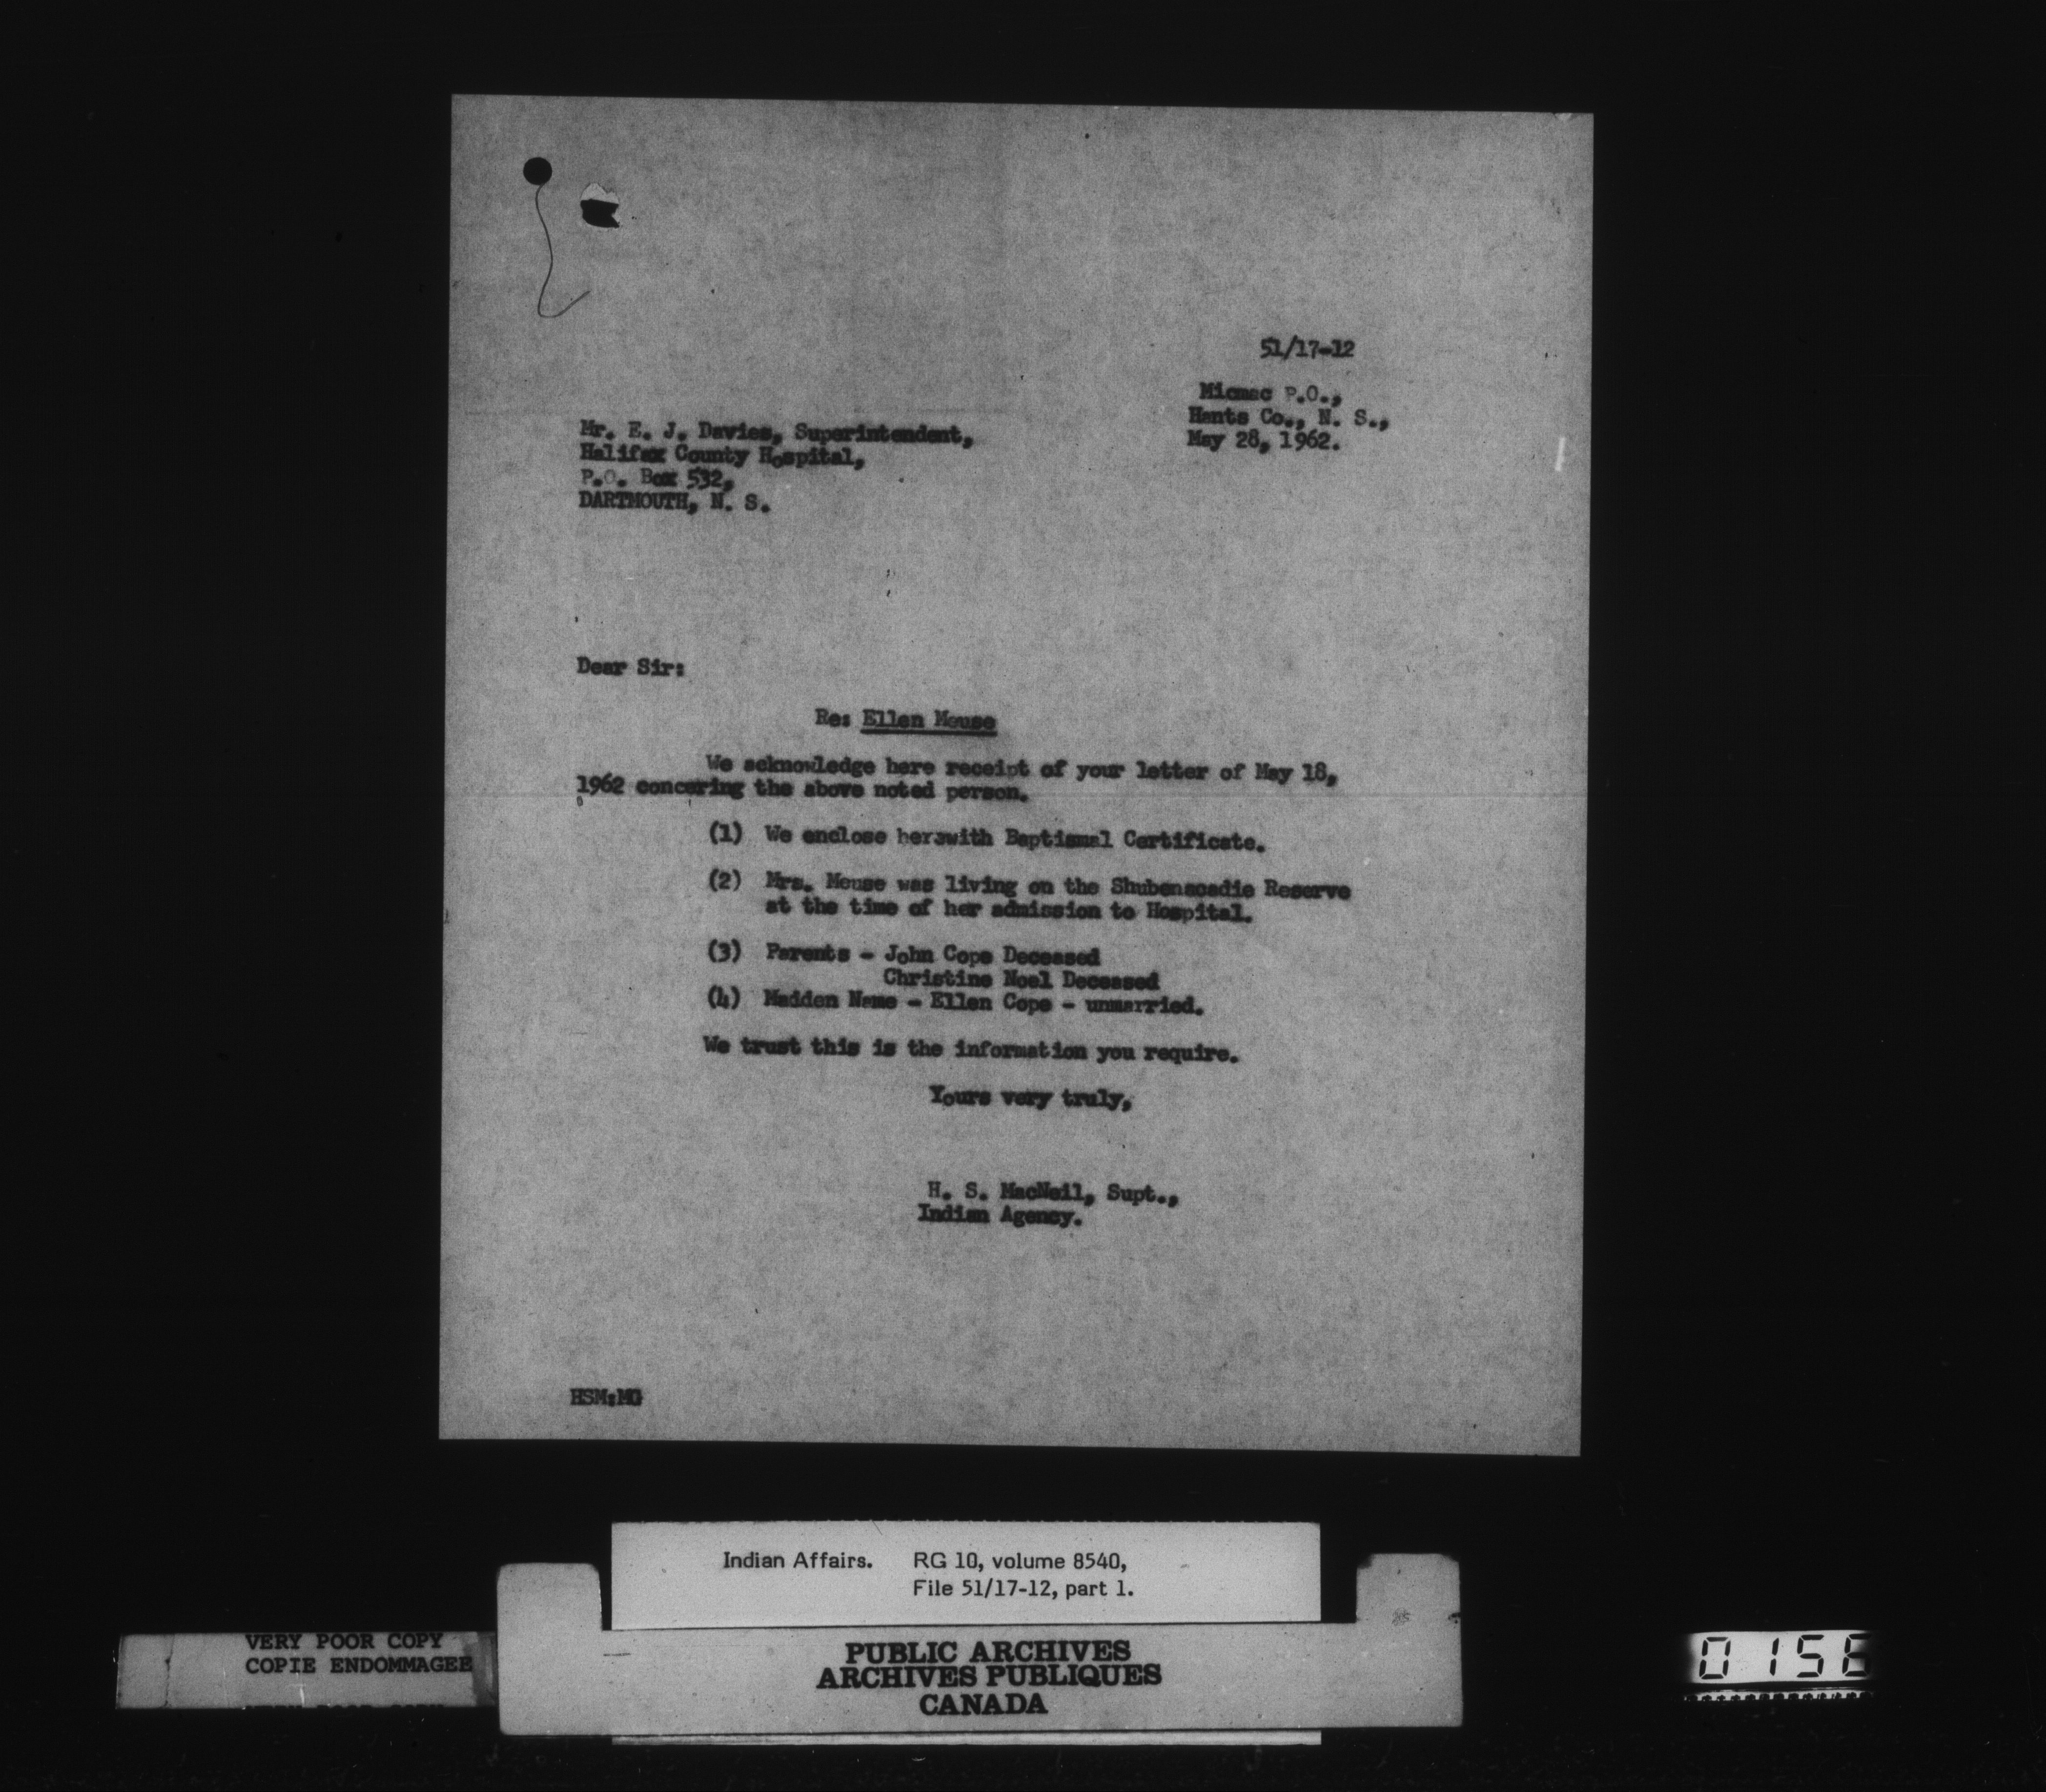 51/17-12
Micmac P.O.,
Hants Co., N. S.,
May 28, 1962.
Mr. E. J. Davies, Superintendent,
Halifax County Hospital,
P.O. Box 532,
DARTMOUTH, N. S.
Dear Sir:
Re: Ellen Meuse
We acknowledge here receipt of your letter of May 18,
1962 concering the above noted person.
(1) We enclose herewith Baptismal Certificate.
(2) Mrs. Meuse was living on the Shubenacadie Reserve
at the time of her admission to Hospital.
(3) Parents - John Cope Deceased
Christine Noel Deceased
(4) Madden Name - Ellen Cope - unmarried.
We trust this is the information you require.
Yours very truly,
H. S. MacNeil, Supt.,
Indian Agency.
HSM:MG
Indian Affairs. RG 10, volume 8540,
File 51/17-12, part 1.
VERY POOR COPY
COPIE ENDOMMAGEE
PUBLIC ARCHIVES
ARCHIVES PUBLIQUES
CANADA